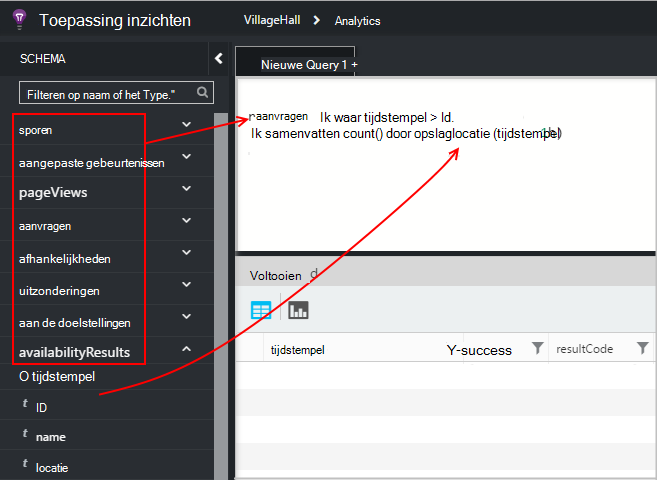 Toepassing inzichten
VillageHall > Analytics
SCHEMA
Filteren op naam of het Type."
sporen
aangepaste gebeurtenissen
pageViews
aanvragen
afhankelijkheden
uitzonderingen
aan de doelstellingen
availabilityResults
O tijdstempel
t ID
t name
t locatie
Nieuwe Query 1 +
aanvragen Ik waar tijdstempel > Id.
Ik samenvatten count() door opslaglocatie (tijdstempel)
Voltooien d
tijdstempel Y-success resultCode